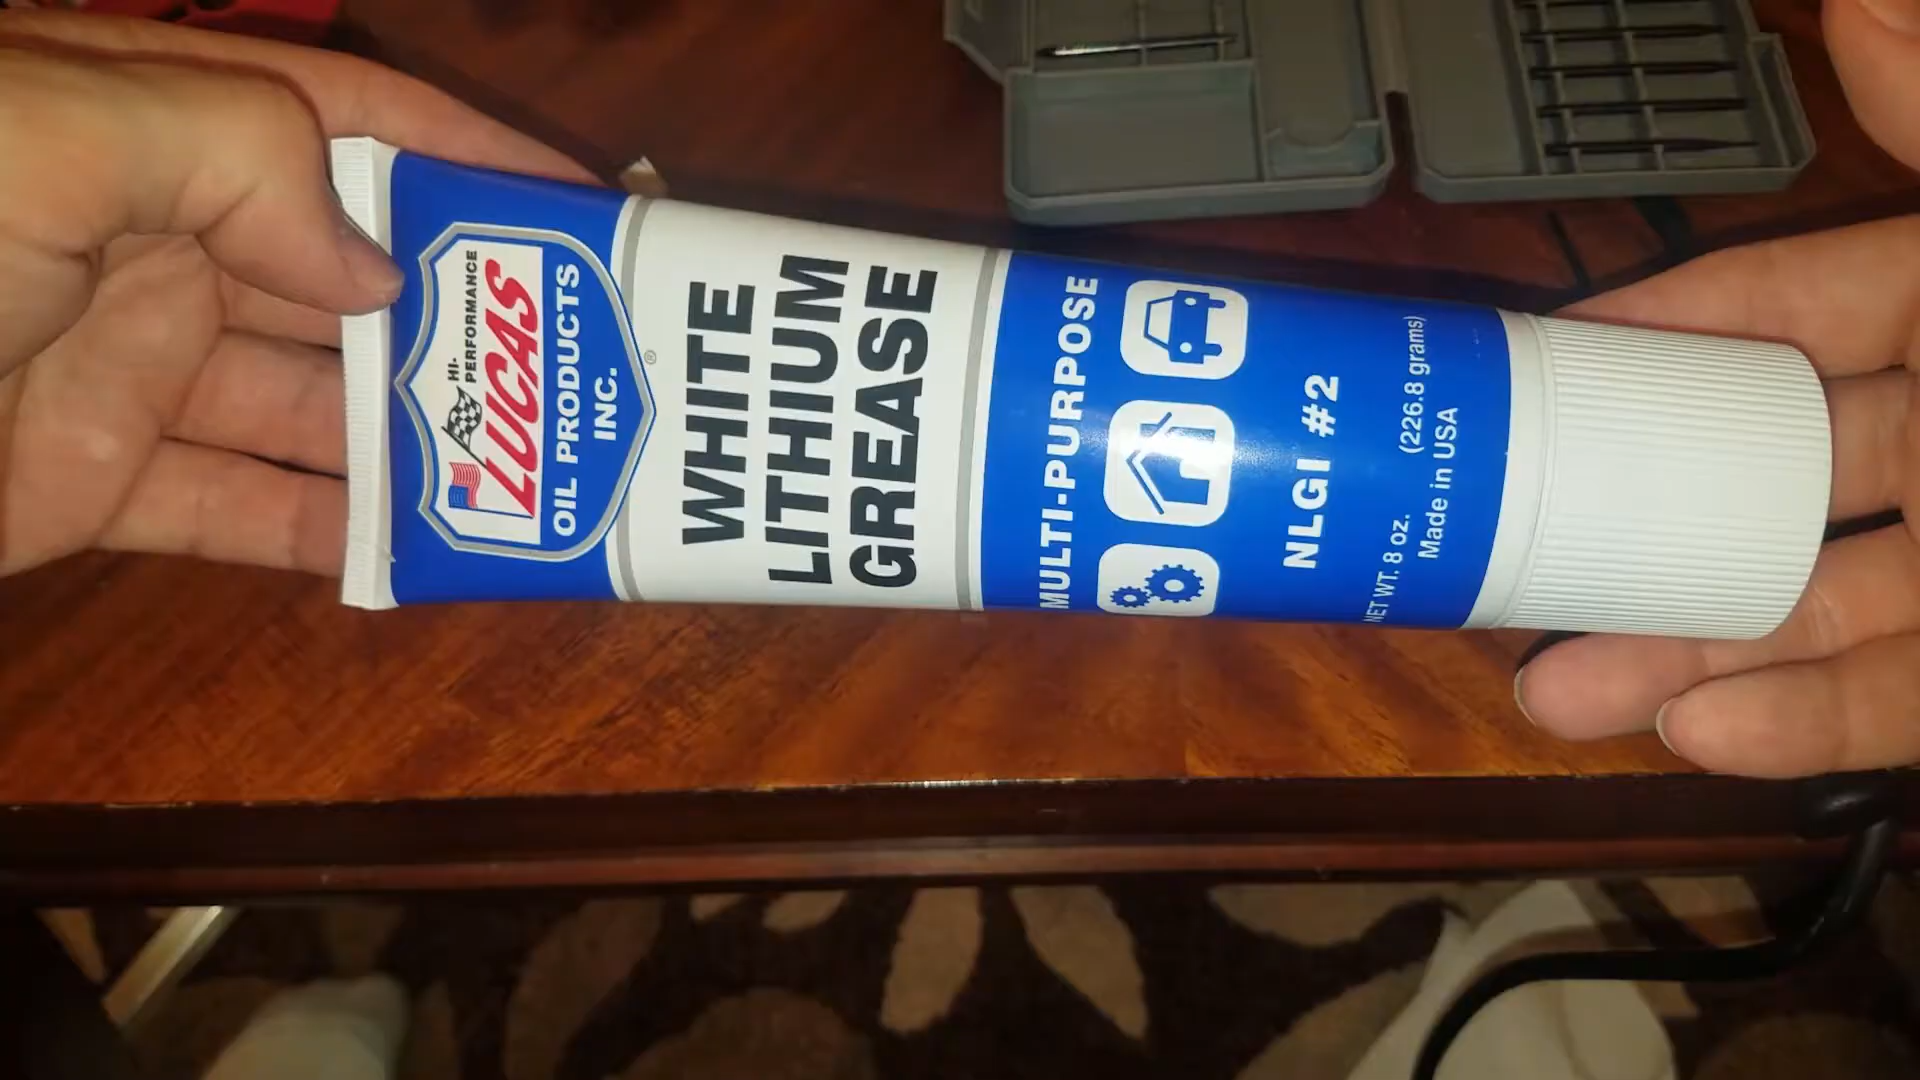 HI-
PERFORMANCE
LUCAS
OIL PRODUCTS
INC.
®
WHITE
LITHIUM
GREASE
MULTI-PURPOSE
NLGI #2
NET WT. 8 oz. (226.8 grams)
Made in USA